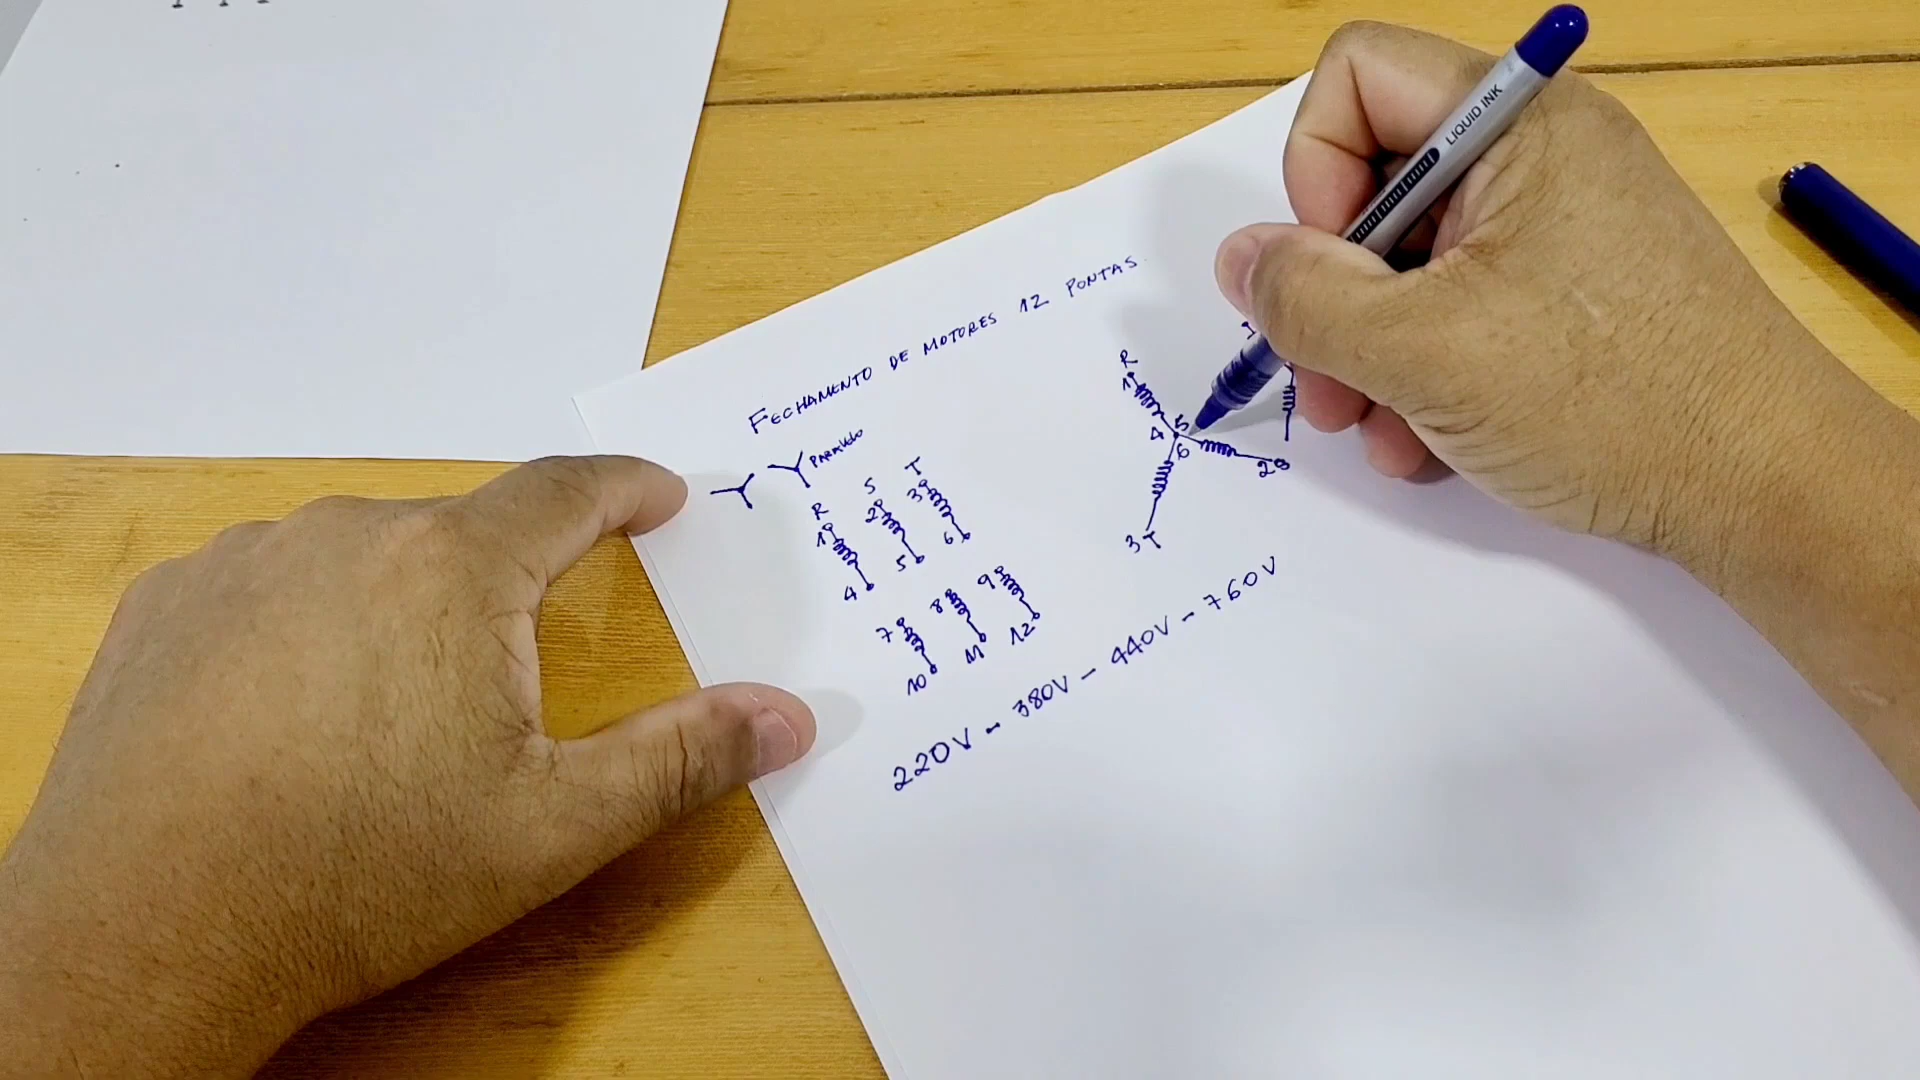 FECHAMENTO DE MOTORES 12 PONTAS
PARALELO
R S T
1 2 3
4 5 6
7 8 9
10 11 12
R
1
4 5
6
2 S
3 T
220V - 380V - 440V - 760V
LIQUID INK